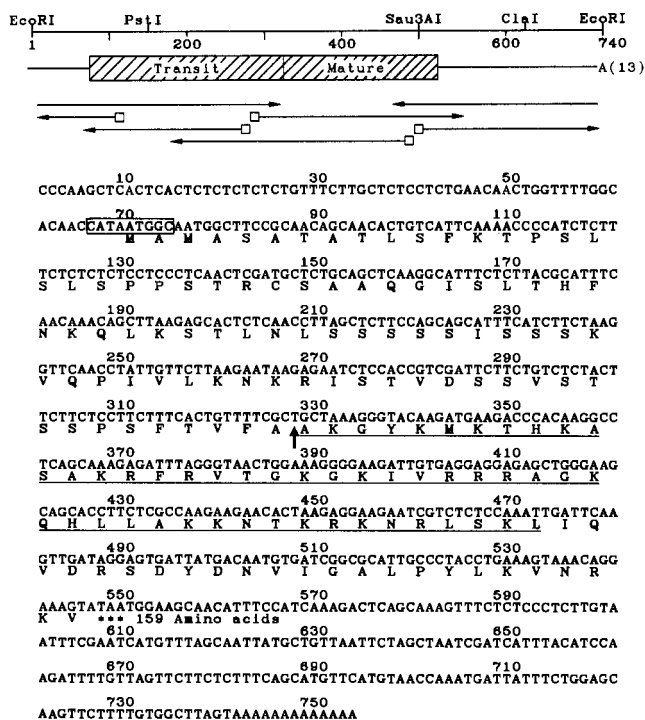 EcoRI PstI Sau3AI ClaI EcoRI
1 200 400 740
Transit Mature A(13)
10 30 50
CCCAAGCTCACTCACTCTCTCTCTCTGTTTCTTGCTCTCCTCTGAACAACTGGTTTTGGC
70 90 110
ACAACCATAATGGCAATGGCTTCCGCAACAGCAACACTGTCATTCAAAACCCCATCTCTT
M A M A S A T A T L S F K T P S L
130 150 170
TCTCTCTCTCCTCCCTCAACTCGATGCTCTGCAGCTCAAGGCATTTCTCTTACGCATTTC
S L S P P S T R C S A A Q G I S L T H F
190 210 230
AACAAACAGCTTAAGAGCACTCTCAACCTTAGCTCTTCCAGCAGCATTTCATCTTCTAAG
N K Q L K S T L N L S S S S S I S S S K
250 270 290
GTTCAACCTATTGTTCTTAAGAATAAGAGAATCTCCACCGTCGATTCTTCTGTCTCTACT
V Q P I V L K N K R I S T V D S S V S T
310 330 350
TCTTCTCCTTCTTTCACTGTTTTCGCTGCTAAAGGGTACAAGATGAAGACCCACAAGGCC
S S P S F T V F A A K G Y K M K T H K A
370 390 410
TCAGCAAAGAGATTTAGGGTAACTGGAAAGGGGAAGATTGTGAGGAGGAGAGCTGGGAAG
S A K R F R V T G K G K I V R R R A G K
430 450 470
CAGCACCTTCTCGCCAAGAAGAACACTAAGAGGAAGAATCGTCTCTCCAAATTGATTCAA
Q H L L A K K N T K R K N R L S K L I Q
490 510 530
GTTGATAGGAGTGATTATGACAATGTGATCGGCGCATTGCCCTACCTGAAAGTAAACAGG
V D R S D Y D N V I G A L P Y L K V N R
550 570 590
AAAGTATAATGGAAGCAACATTTCCATCAAAGACTCAGCAAAGTTTCTCTCCCTCTTGTA
K V *** 159 Amino acids
ATTTCGAATCATGTTTAGCAATTATGCTGTTAATTCTAGCTAATCGATCATTTACATCCA
610 630 650
AGATTTTGTTAGTTCTTCTCTTTCAGCATGTTCATGTAACCAAATGATTATTTCTGGAGC
670 690 710
AAGTTCTTTTGTGGCTTAGTAAAAAAAAAAAAAA
730 750